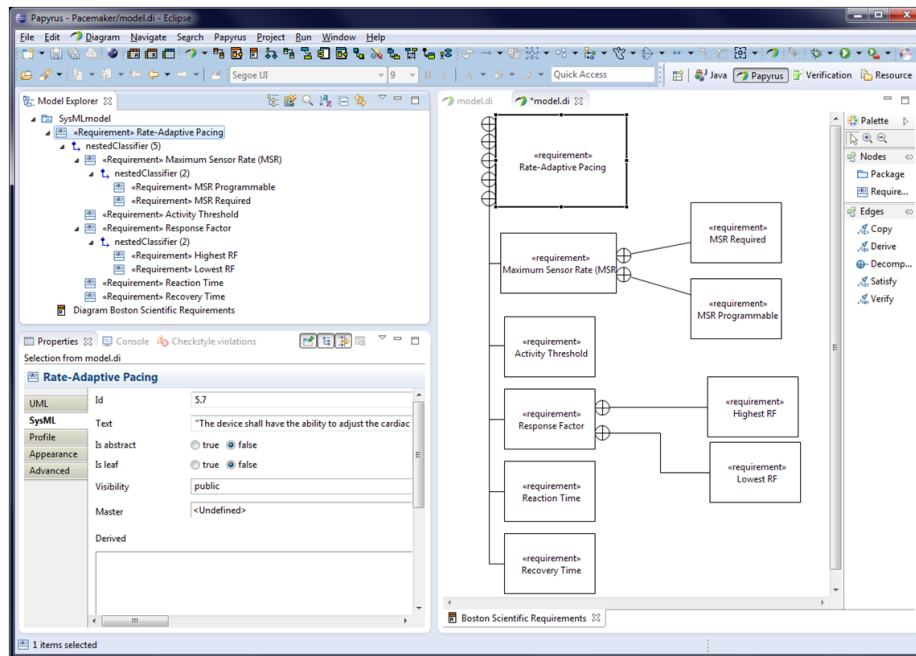 Papyrus - Pacemaker/model.di - Eclipse
File Edit Diagram Navigate Search Papyrus Project Run Window Help
Segoe UI 9 Quick Access Java Papyrus Verification Resource
Model Explorer
SysMLmodel
«Requirement» Rate-Adaptive Pacing
nestedClassifier (5)
«Requirement» Maximum Sensor Rate (MSR)
nestedClassifier (2)
«Requirement» MSR Programmable
«Requirement» MSR Required
«Requirement» Activity Threshold
«Requirement» Response Factor
nestedClassifier (2)
«Requirement» Highest RF
«Requirement» Lowest RF
«Requirement» Reaction Time
«Requirement» Recovery Time
Diagram Boston Scientific Requirements
Properties Console Checkstyle violations
Selection from model.di
Rate-Adaptive Pacing
UML
SysML
Profile
Appearance
Advanced
Id 5.7
Text "The device shall have the ability to adjust the cardiac
Is abstract true false
Is leaf true false
Visibility public
Master <Undefined>
Derived
1 items selected
model.di *model.di
«requirement»
Rate-Adaptive Pacing
«requirement»
MSR Required
«requirement»
Maximum Sensor Rate (MSR
«requirement»
MSR Programmable
«requirement»
Activity Threshold
«requirement»
Highest RF
«requirement»
Response Factor
«requirement»
Lowest RF
«requirement»
Reaction Time
«requirement»
Recovery Time
Boston Scientific Requirements
Palette
Nodes
Package
Require...
Edges
Copy
Derive
Decomp...
Satisfy
Verify